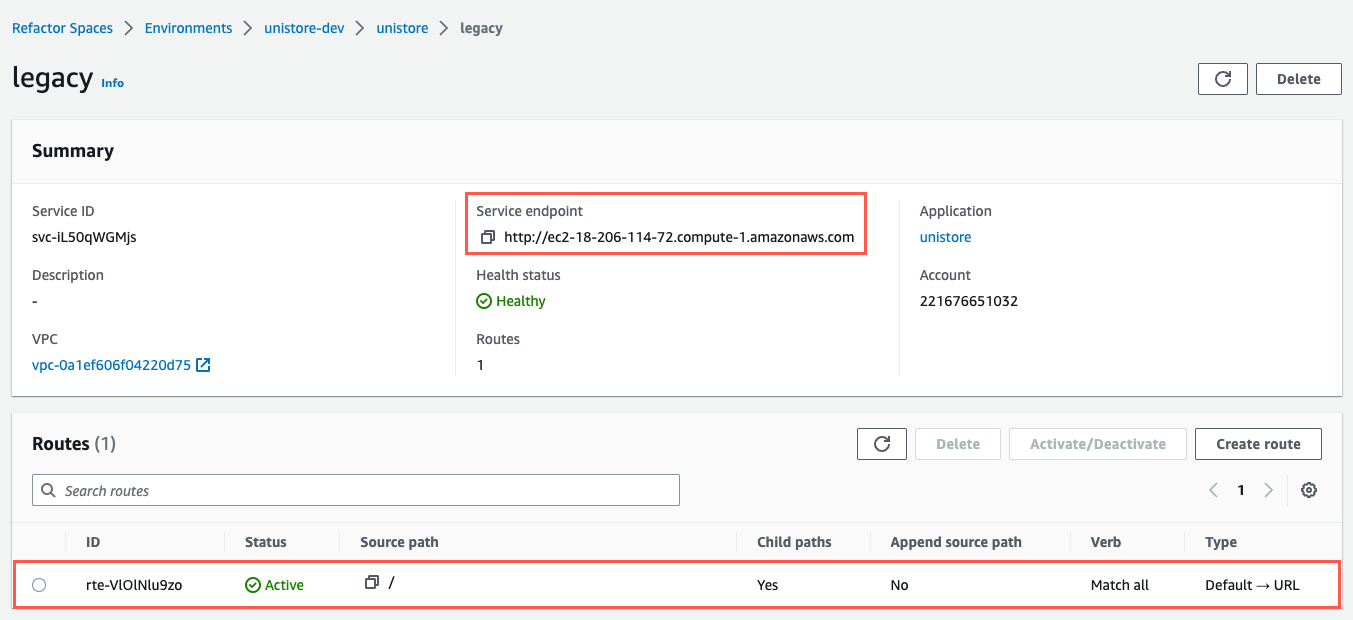 Refactor Spaces > Environments > unistore-dev > unistore > legacy
legacy Info
Delete
Summary
Service ID
svc-iL50qWGMjs
Description
-
VPC
vpc-0a1ef606f04220d75
Service endpoint
http://ec2-18-206-114-72.compute-1.amazonaws.com
Health status
Healthy
Routes
1
Application
unistore
Account
221676651032
Routes (1)
Delete Activate/Deactivate Create route
Search routes
1
ID Status Source path Child paths Append source path Verb Type
rte-VlOlNlu9zo Active / Yes No Match all Default → URL